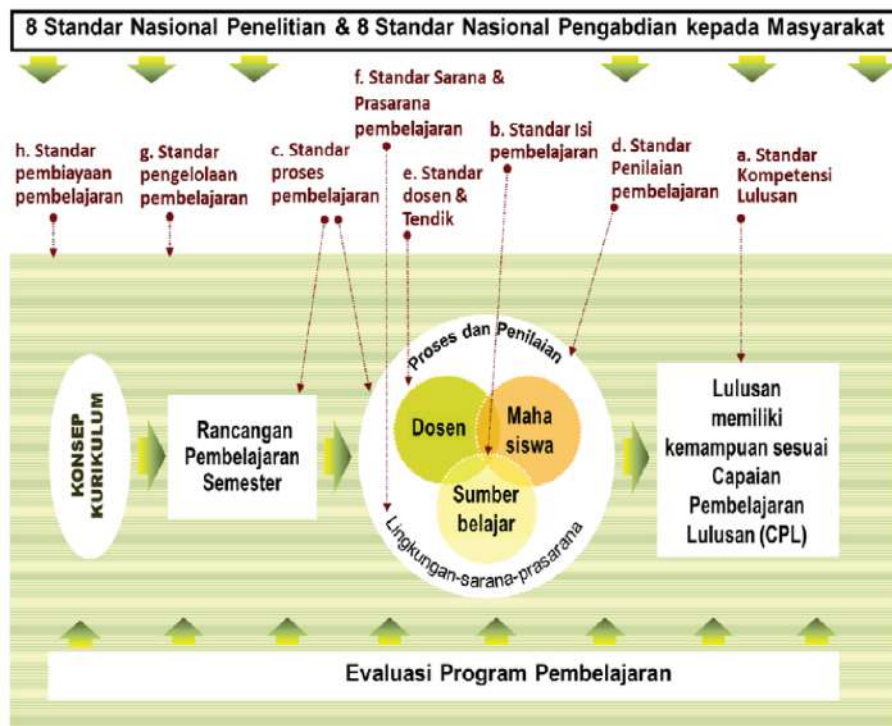 8 Standar Nasional Penelitian & 8 Standar Nasional Pengabdian kepada Masyarakat
h. Standar
pembiayaan
pembelajaran
g. Standar
pengelolaan
pembelajaran
c. Standar
proses
pembelajaran
f. Standar Sarana &
Prasarana
pembelajaran
e. Standar
dosen &
Tendik
b. Standar Isi
pembelajaran
d. Standar
Penilaian
pembelajaran
a. Standar
Kompetensi
Lulusan
KONSEP
KURIKULUM
Rancangan
Pembelajaran
Semester
Proses dan Penilaian
Dosen
Maha
siswa
Sumber
belajar
Lingkungan-sarana-prasarana
Lulusan
memiliki
kemampuan sesuai
Capaian
Pembelajaran
Lulusan (CPL)
Evaluasi Program Pembelajaran